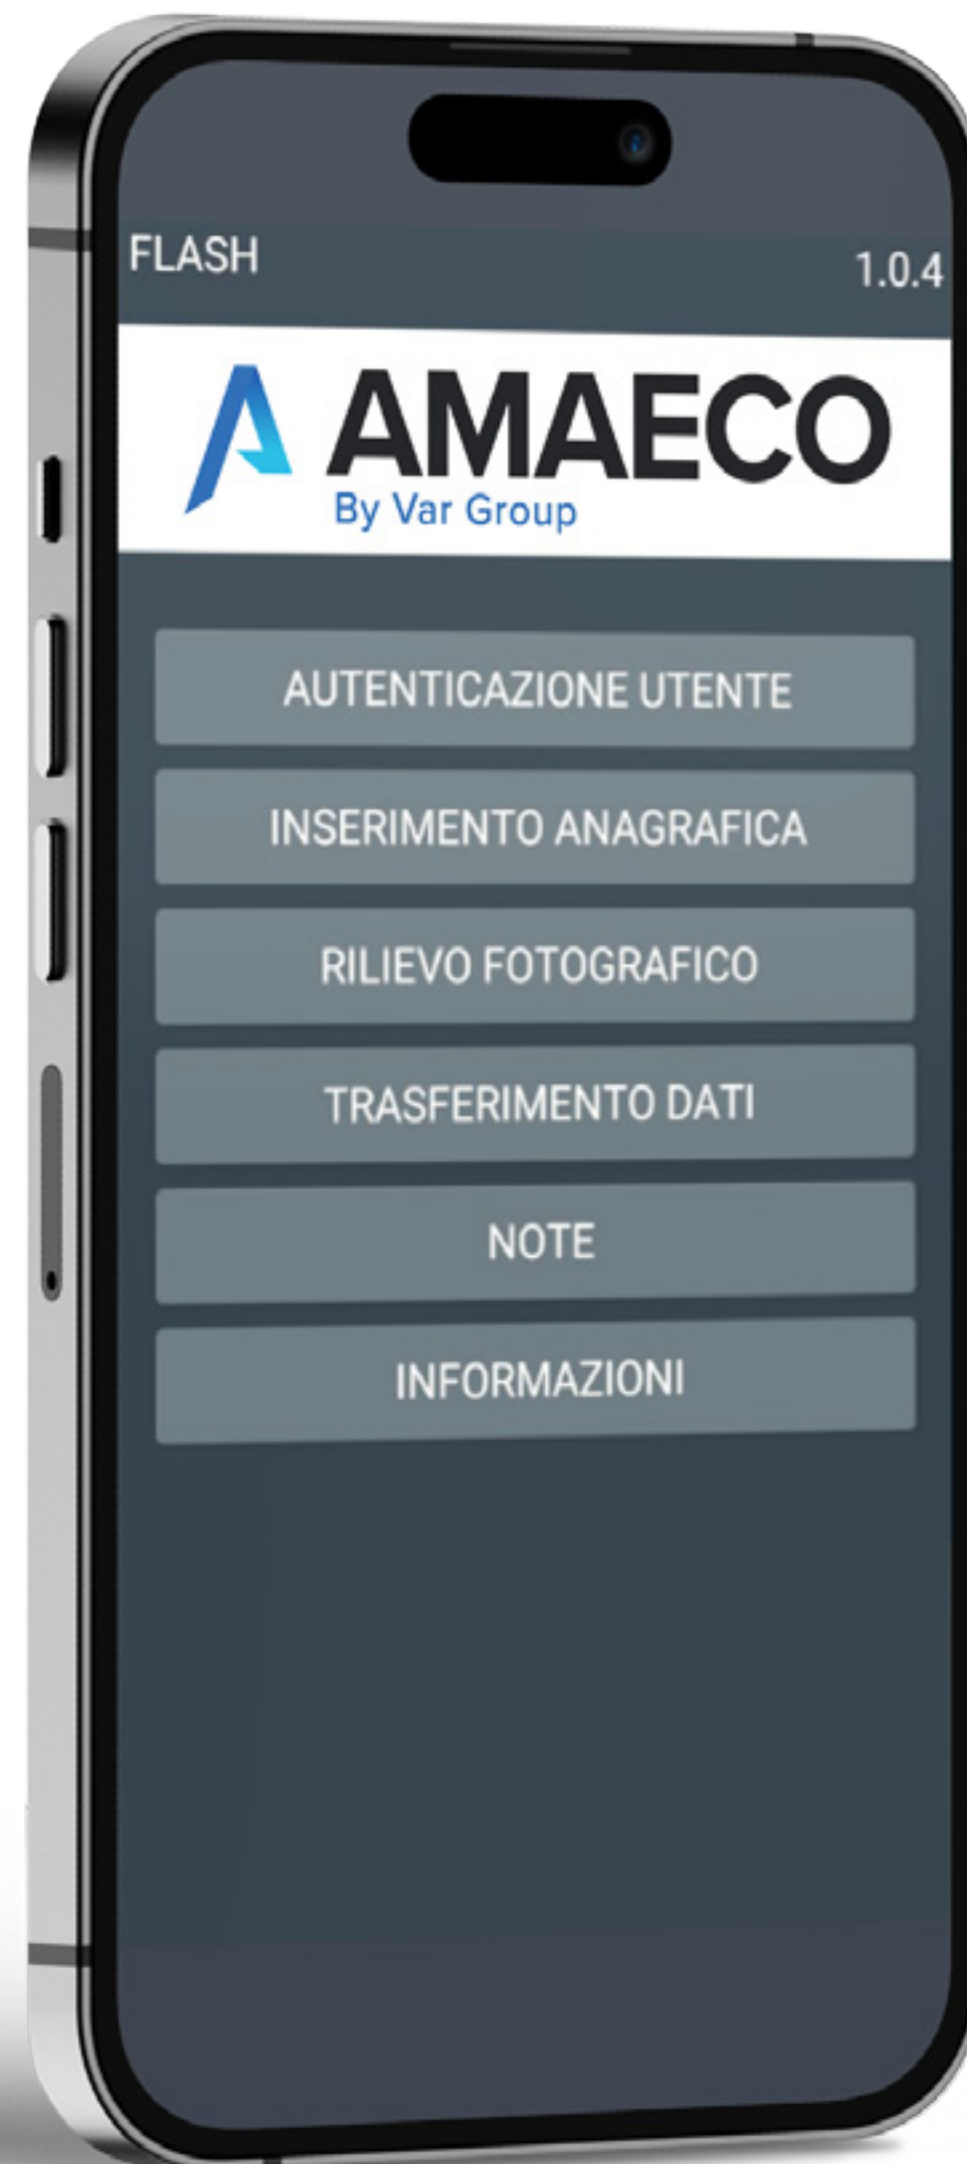 FLASH
1.0.4
AMAECO
By Var Group
AUTENTICAZIONE UTENTE
INSERIMENTO ANAGRAFICA
RILIEVO FOTOGRAFICO
TRASFERIMENTO DATI
NOTE
INFORMAZIONI